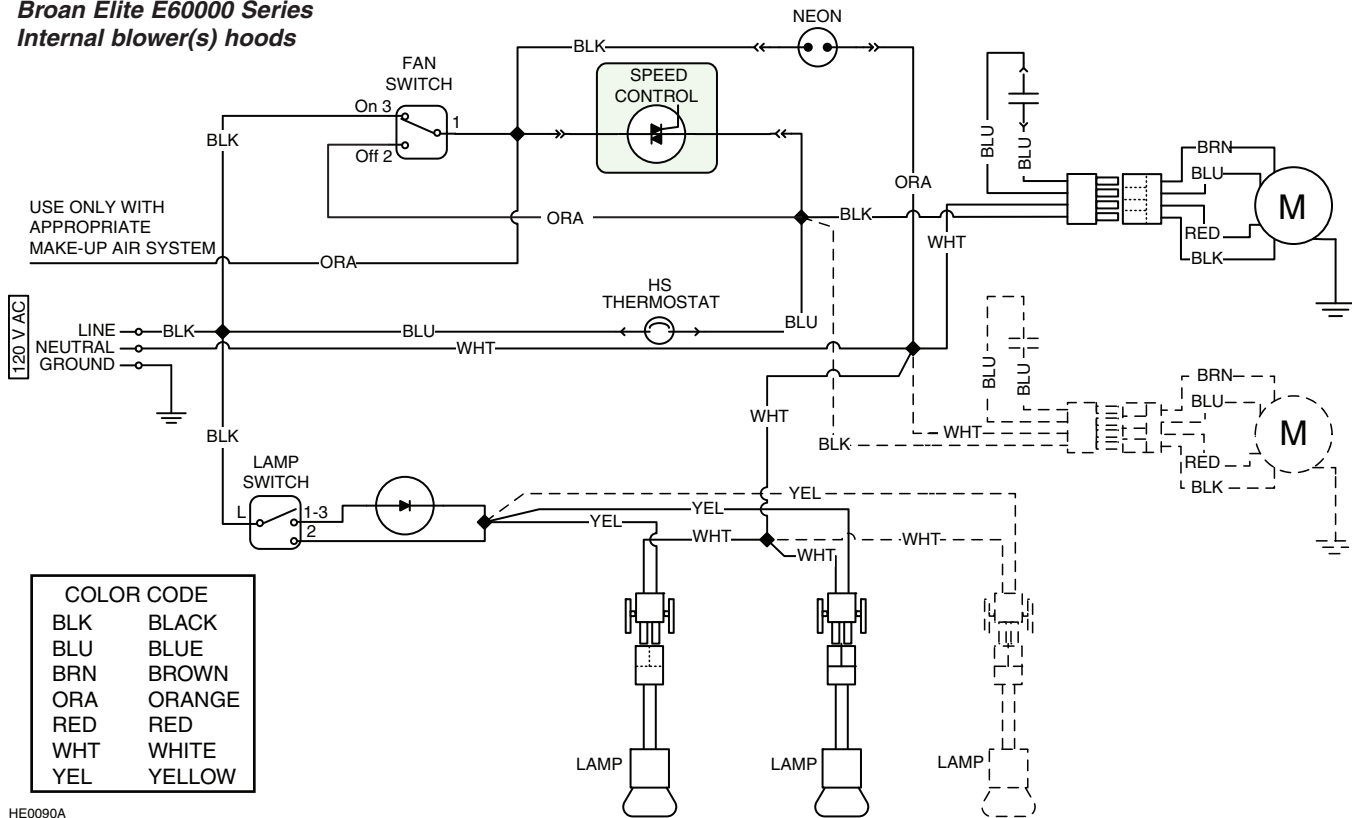 Broan Elite E60000 Series
Internal blower(s) hoods
NEON
BLK
FAN
SWITCH
SPEED
CONTROL
On 3
1
Off 2
BLK
BLU
BLU
BRN
BLU
M
RED
BLK
ORA
ORA
BLK
WHT
USE ONLY WITH
APPROPRIATE
MAKE-UP AIR SYSTEM
ORA
HS
THERMOSTAT
120 V AC
LINE
BLK
BLU
BLU
NEUTRAL
WHT
GROUND
BLU
BLU
BRN
BLU
M
RED
BLK
WHT
WHT
BLK
BLK
LAMP
SWITCH
L
1-3
2
YEL
YEL
YEL
WHT
WHT
WHT
COLOR CODE
BLK BLACK
BLU BLUE
BRN BROWN
ORA ORANGE
RED RED
WHT WHITE
YEL YELLOW
LAMP
LAMP
LAMP
HE0090A